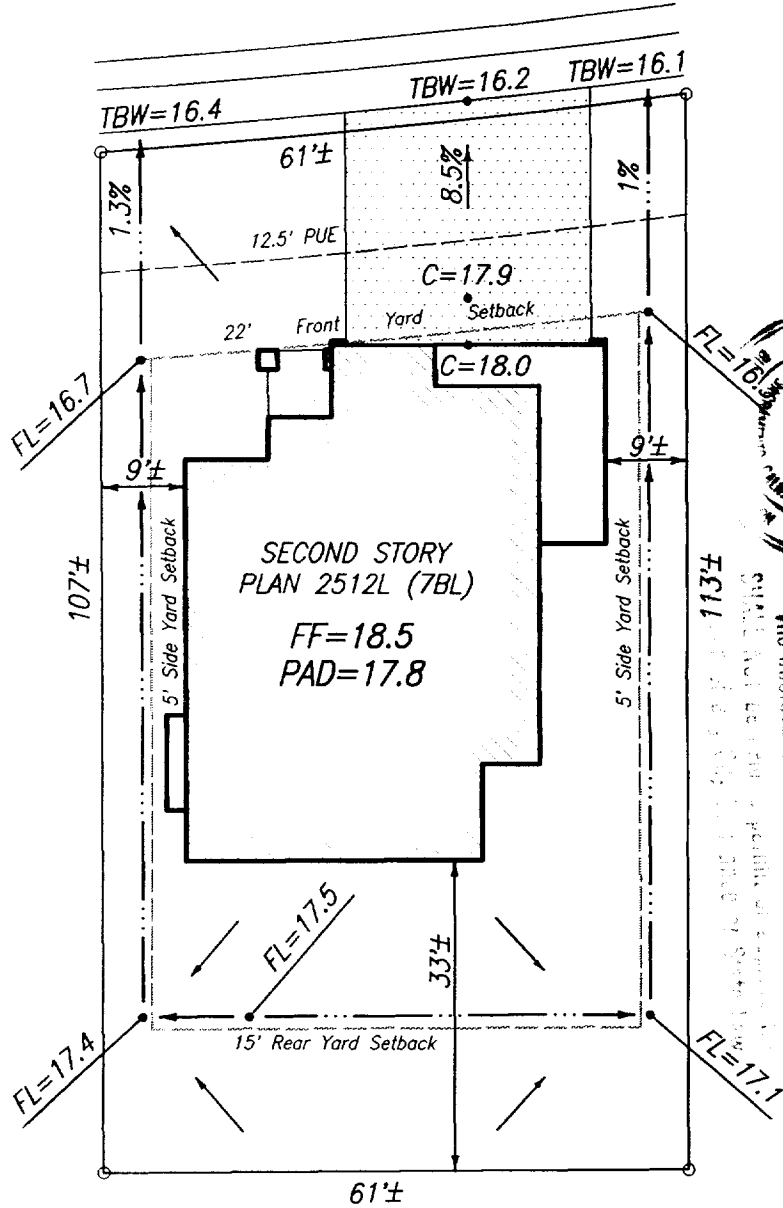 TBW=16.4
TBW=16.2
TBW=16.1
61'±
1.3%
8.5%
1%
12.5' PUE
C=17.9
22' Front Yard Setback
C=18.0
FL=16.7
FL=16.
9'±
9'±
107'±
113'±
5' Side Yard Setback
5' Side Yard Setback
SECOND STORY
PLAN 2512L (7BL)
FF=18.5
PAD=17.8
FL=17.5
33'±
15' Rear Yard Setback
FL=17.4
FL=17.1
61'±